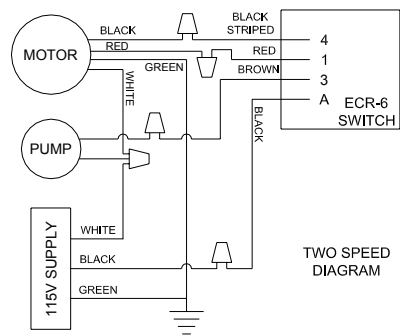 BLACK
BLACK
STRIPED
4
MOTOR
RED
RED
1
GREEN
BROWN
3
WHITE
A
BLACK
ECR-6
SWITCH
PUMP
115V SUPPLY
WHITE
BLACK
GREEN
TWO SPEED
DIAGRAM